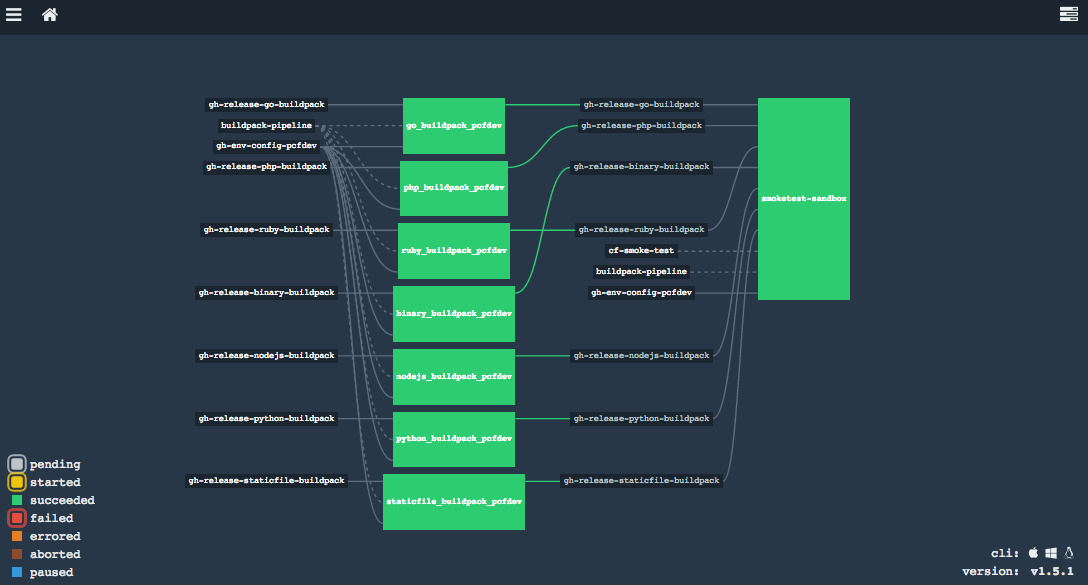 gh-release-go-buildpack
buildpack-pipeline
gh-env-config-pcfdev
gh-release-php-buildpack
gh-release-ruby-buildpack
gh-release-binary-buildpack
gh-release-nodejs-buildpack
gh-release-python-buildpack
gh-release-staticfile-buildpack
go_buildpack_pcfdev
php_buildpack_pcfdev
ruby_buildpack_pcfdev
binary_buildpack_pcfdev
nodejs_buildpack_pcfdev
python_buildpack_pcfdev
staticfile_buildpack_pcfdev
gh-release-go-buildpack
gh-release-php-buildpack
gh-release-binary-buildpack
gh-release-ruby-buildpack
cf-smoke-test
buildpack-pipeline
gh-env-config-pcfdev
gh-release-nodejs-buildpack
gh-release-python-buildpack
gh-release-staticfile-buildpack
smoketest-sandbox
pending
started
succeeded
failed
errored
aborted
paused
cli:
version: v1.5.1